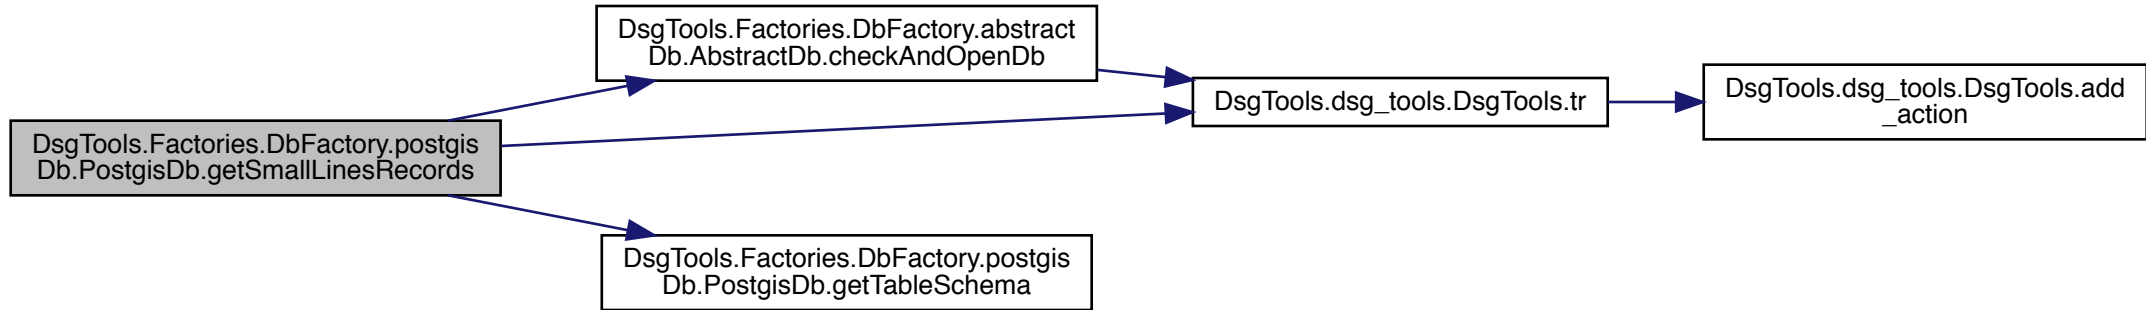 DsgTools.Factories.DbFactory.abstract
Db.AbstractDb.checkAndOpenDb
DsgTools.dsg_tools.DsgTools.tr
DsgTools.dsg_tools.DsgTools.add
_action
DsgTools.Factories.DbFactory.postgis
Db.PostgisDb.getSmallLinesRecords
DsgTools.Factories.DbFactory.postgis
Db.PostgisDb.getTableSchema